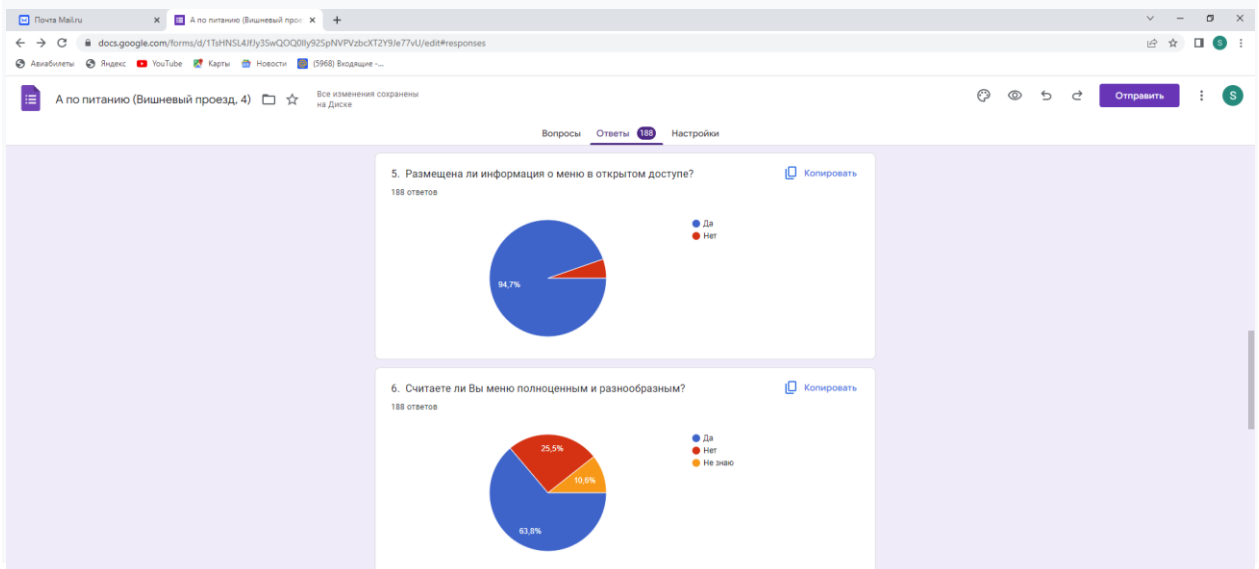 Почта Mail.ru
А по питанию (Вишневый прое
docs.google.com/forms/d/1TsHNSL4JfJy35wQOQ0Ily92SpNVPVzbcXT2Y9Je77vU/edit#responses
S
Авиабилеты
Яндекс
YouTube
Карты
Новости
(5968) Входящие -...
А по питанию (Вишневый проезд, 4)
Все изменения сохранены
на Диске
Отправить
S
Вопросы
Ответы 188
Настройки
5. Размещена ли информация о меню в открытом доступе?
Копировать
188 ответов
Да
Нет
94,7%
6. Считаете ли Вы меню полноценным и разнообразным?
Копировать
188 ответов
Да
Нет
Не знаю
25,5%
10,6%
63,8%